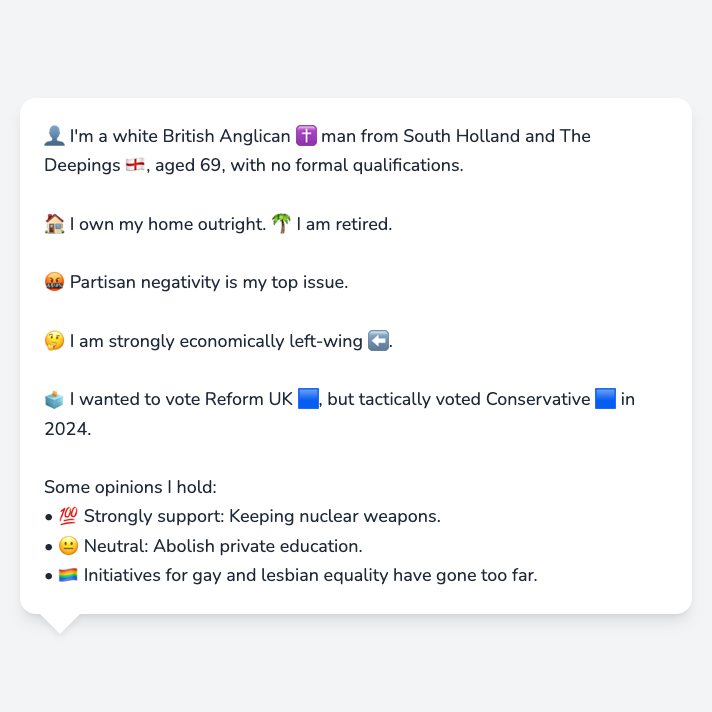 👤 I'm a white British Anglican ✝️ man from South Holland and The
Deepings 🏴󠁧󠁢󠁥󠁮󠁧󠁿, aged 69, with no formal qualifications.
🏠 I own my home outright. 🌴 I am retired.
🤬 Partisan negativity is my top issue.
🤔 I am strongly economically left-wing ⬅️.
🗳️ I wanted to vote Reform UK 🟦, but tactically voted Conservative 🟦 in
2024.
Some opinions I hold:
• 💯 Strongly support: Keeping nuclear weapons.
• 😐 Neutral: Abolish private education.
• 🏳️‍🌈 Initiatives for gay and lesbian equality have gone too far.